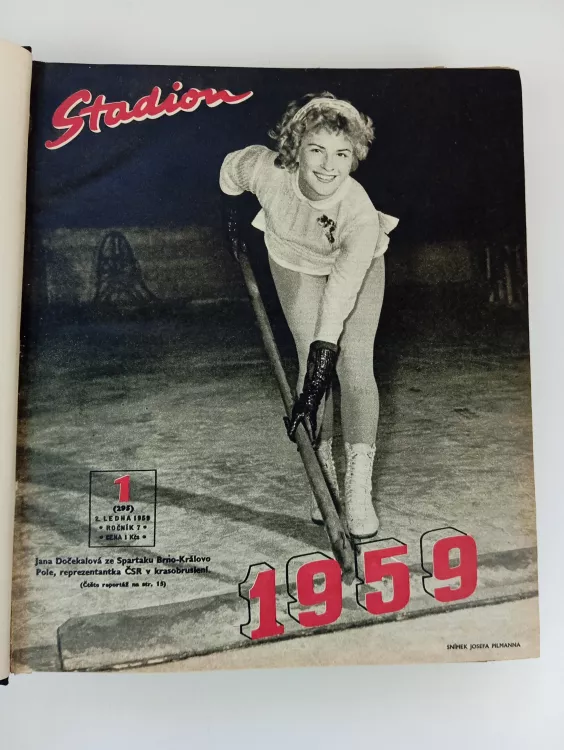 Stadion
1
(295)
2. LEDNA 1959
• ROČNÍK 7 •
• CENA 1 Kčs •
Jana Dočekalová ze Spartaku Brno-Královo
Pole, reprezentantka ČSR v krasobruslení.
(Čtěte reportáž na str. 15)
1959
SNÍMEK JOSEFA PILMANNA